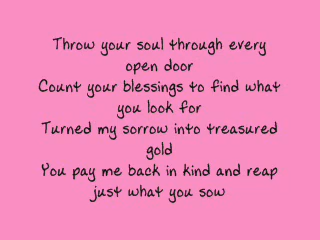 Throw your soul through every
open door
Count your blessings to find what
you look for
Turned my sorrow into treasured
gold
You pay me back in kind and reap
just what you sow